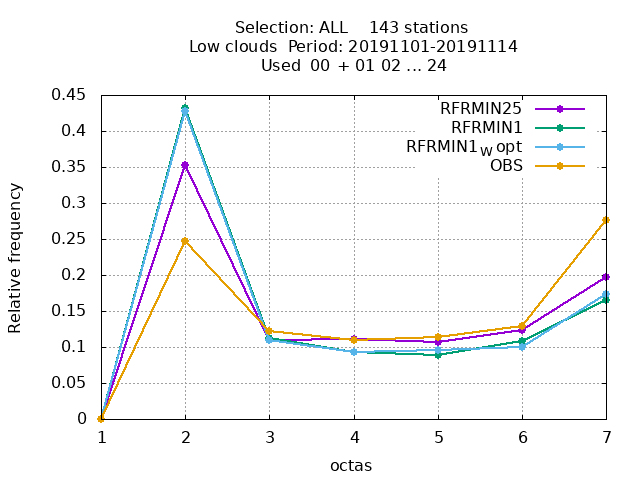 Selection: ALL    143 stations
Low clouds  Period: 20191101-20191114
Used  00 + 01 02 ... 24
0.45
0.4
0.35
0.3
0.25
0.2
0.15
0.1
0.05
0
Relative frequency
RFRMIN25
RFRMIN1
RFRMIN1W opt
OBS
1 2 3 4 5 6 7
octas